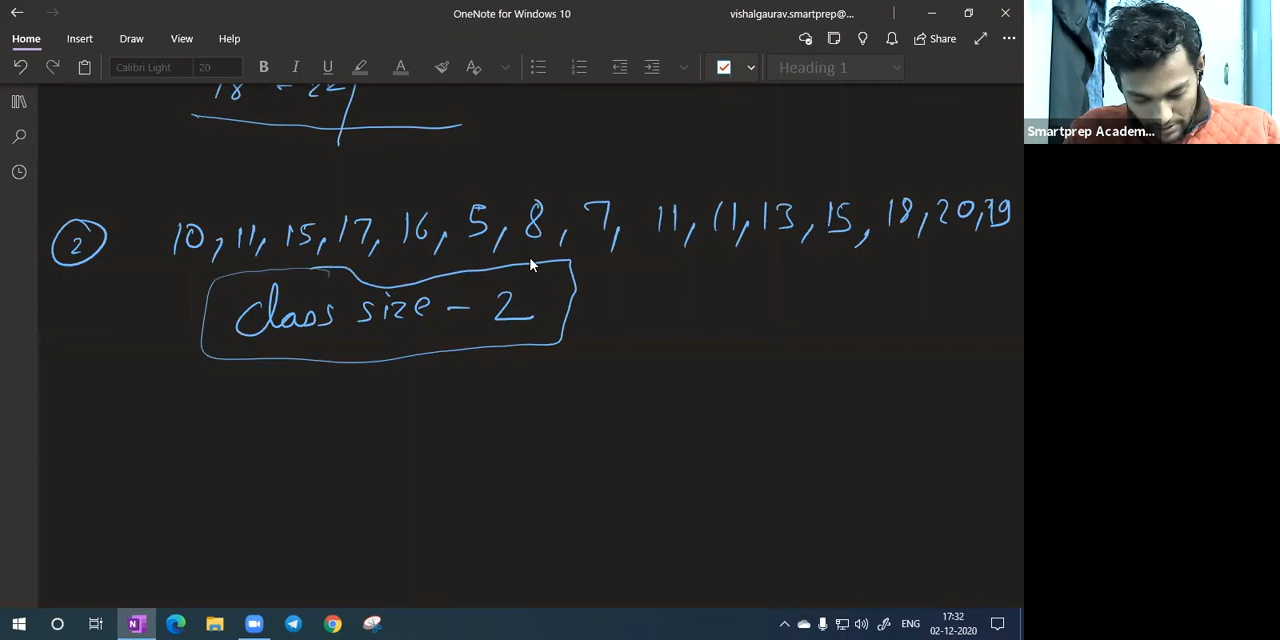 OneNote for Windows 10
vishalgaurav.smartprep@...
Home Insert Draw View Help
Share
Calibri Light 20 B I U A Heading 1
18 - 22
Smartprep Academ...
2 10, 11, 15, 17, 16, 5, 8, 7, 11, 11, 13, 15, 18, 20, 19
class size - 2
ENG
17:32
02-12-2020